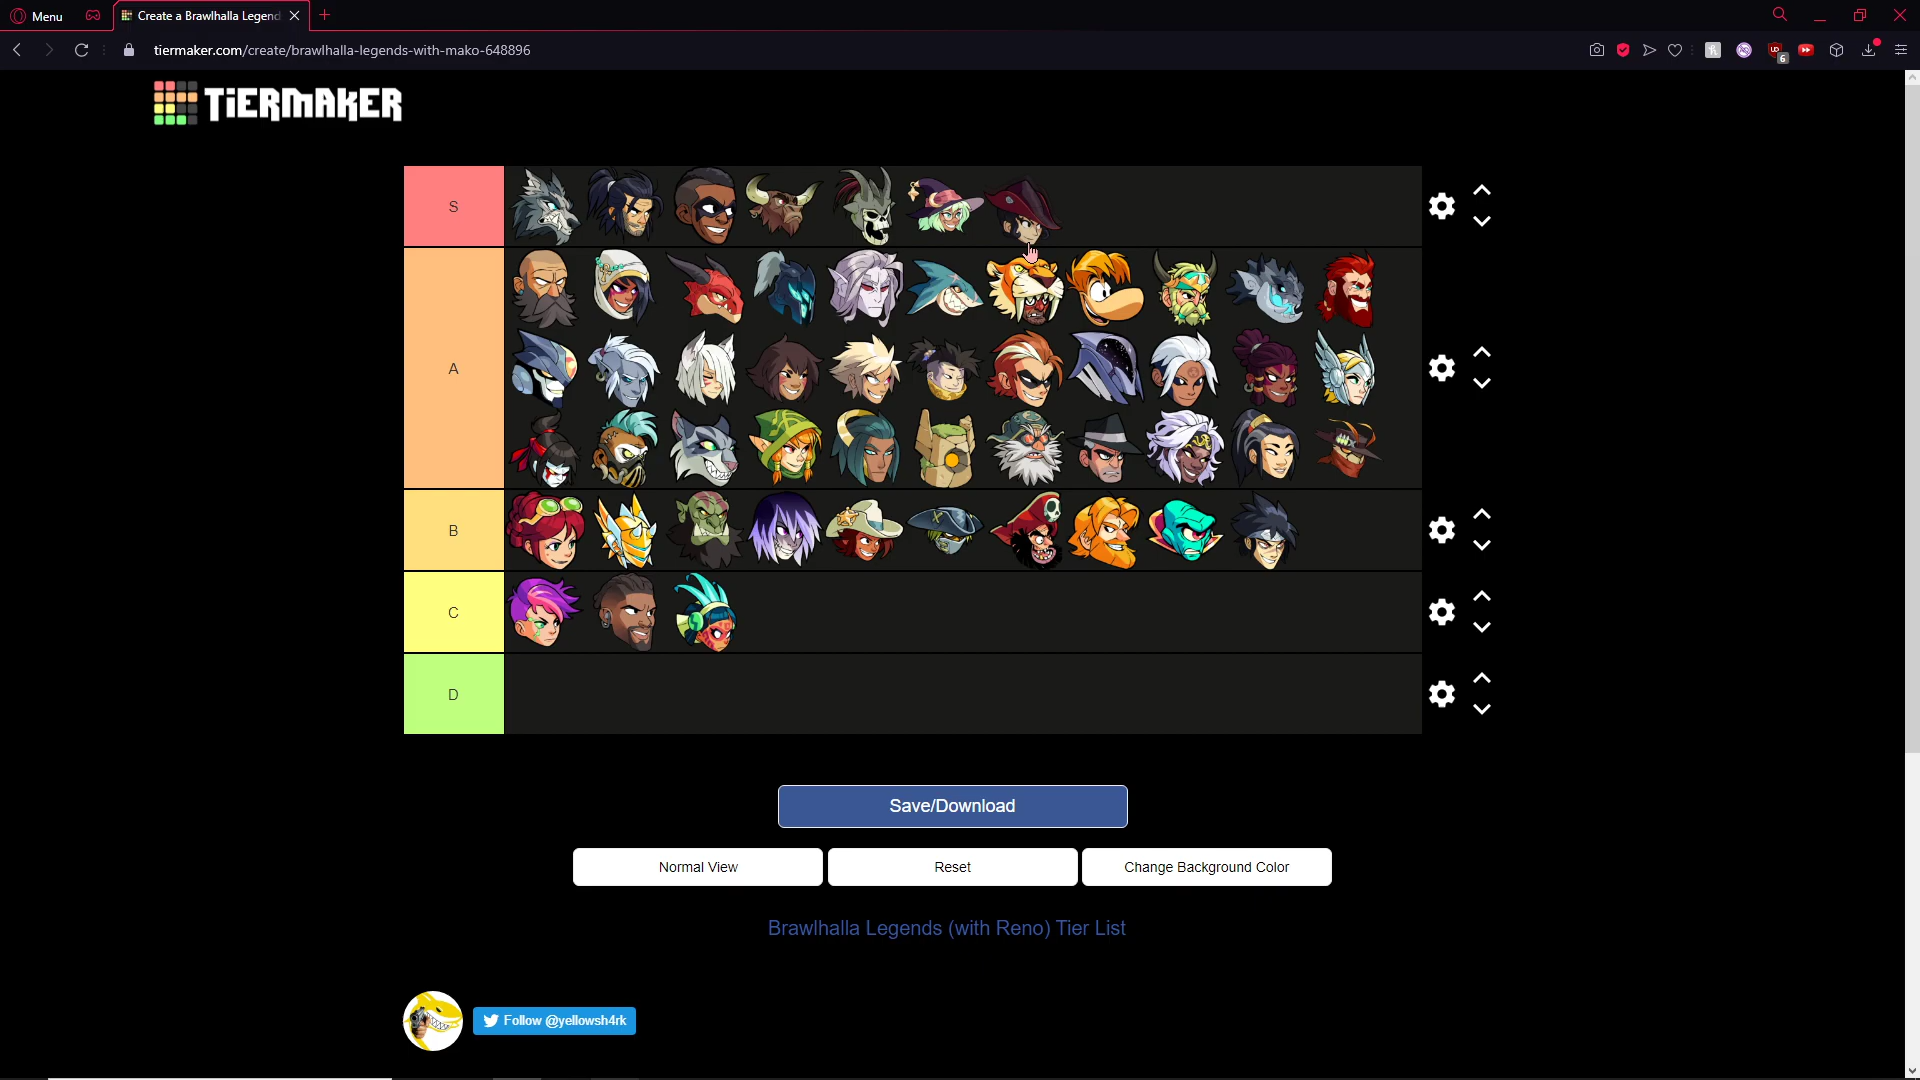 Menu
Create a Brawlhalla Legend
tiermaker.com/create/brawlhalla-legends-with-mako-648896
6
TiERMAKER
S
A
B
C
D
Save/Download
Normal View
Reset
Change Background Color
Brawlhalla Legends (with Reno) Tier List
Follow @yellowsh4rk